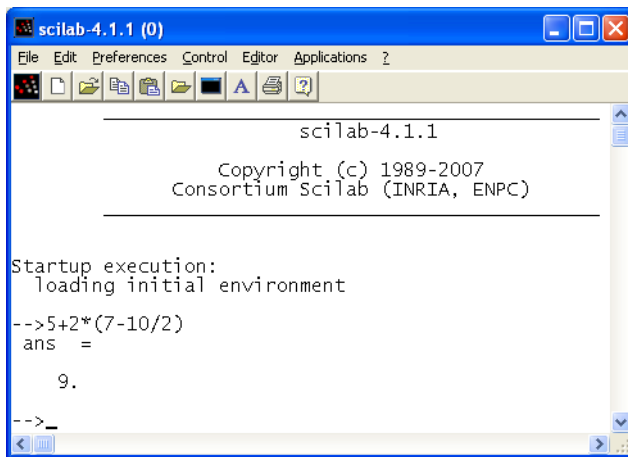 scilab-4.1.1 (0)
File Edit Preferences Control Editor Applications ?
A ?
scilab-4.1.1
Copyright (c) 1989-2007
Consortium Scilab (INRIA, ENPC)
Startup execution:
loading initial environment
-->5+2*(7-10/2)
ans =
9.
-->_